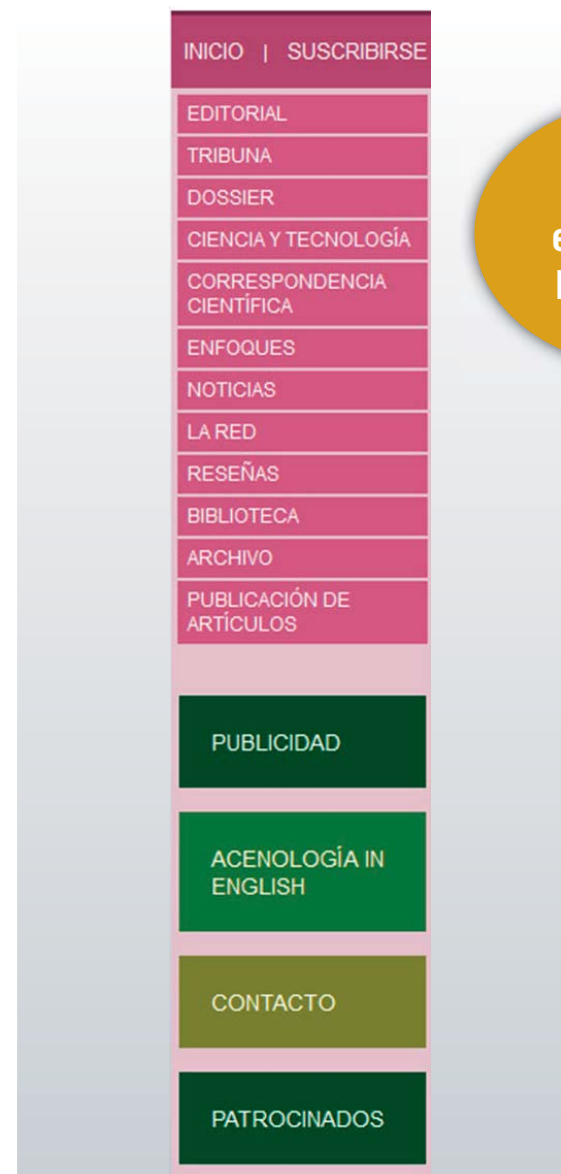 INICIO | SUSCRIBIRSE
EDITORIAL
TRIBUNA
DOSSIER
CIENCIA Y TECNOLOGÍA
CORRESPONDENCIA
CIENTÍFICA
ENFOQUES
NOTICIAS
LA RED
RESEÑAS
BIBLIOTECA
ARCHIVO
PUBLICACIÓN DE
ARTÍCULOS
PUBLICIDAD
ACENOLOGÍA IN
ENGLISH
CONTACTO
PATROCINADOS